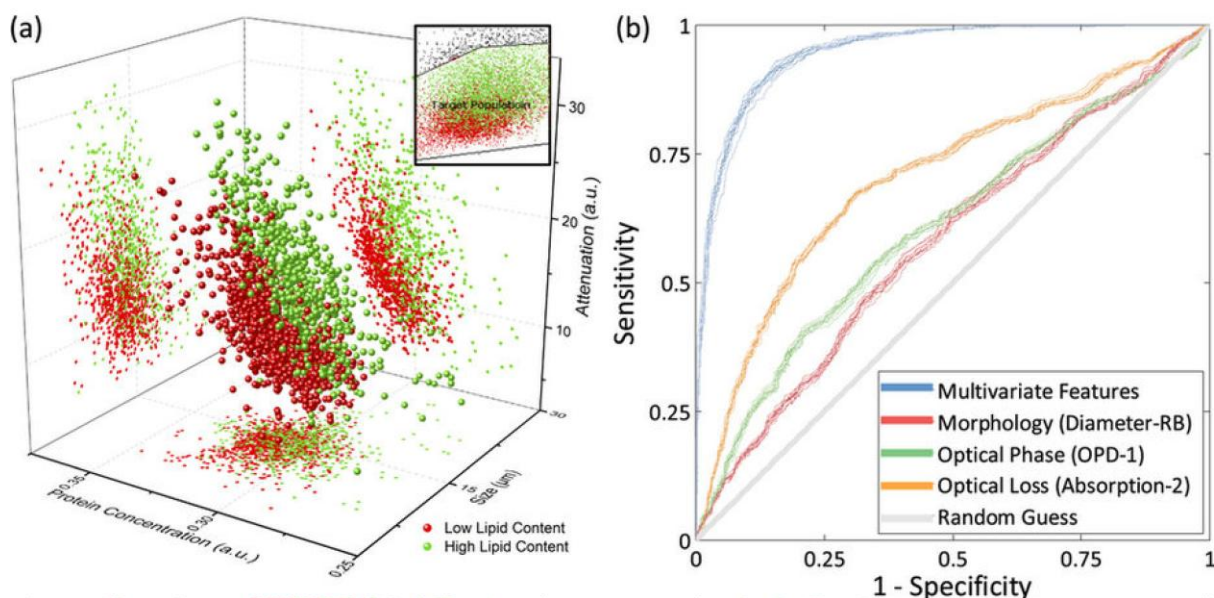 (a)
Target Population
30
20
10
Attenuation (a.u.)
30
15
Size (µm)
0.35
0.30
0.25
Protein Concentration (a.u.)
Low Lipid Content
High Lipid Content
(b)
1
0.75
0.5
0.25
0
Sensitivity
Multivariate Features
Morphology (Diameter-RB)
Optical Phase (OPD-1)
Optical Loss (Absorption-2)
Random Guess
0 0.25 0.5 0.75 1
1 - Specificity